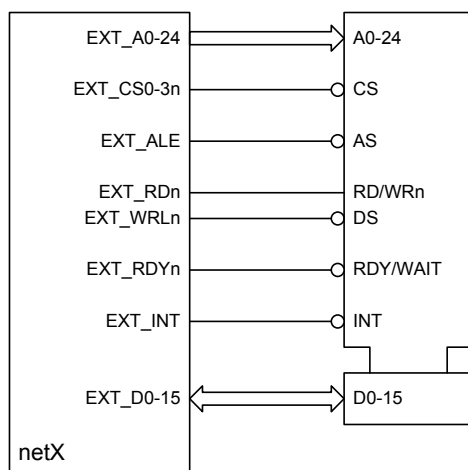 EXT_A0-24 A0-24
EXT_CS0-3n CS
EXT_ALE AS
EXT_RDn RD/WRn
EXT_WRLn DS
EXT_RDYn RDY/WAIT
EXT_INT INT
EXT_D0-15 D0-15
netX